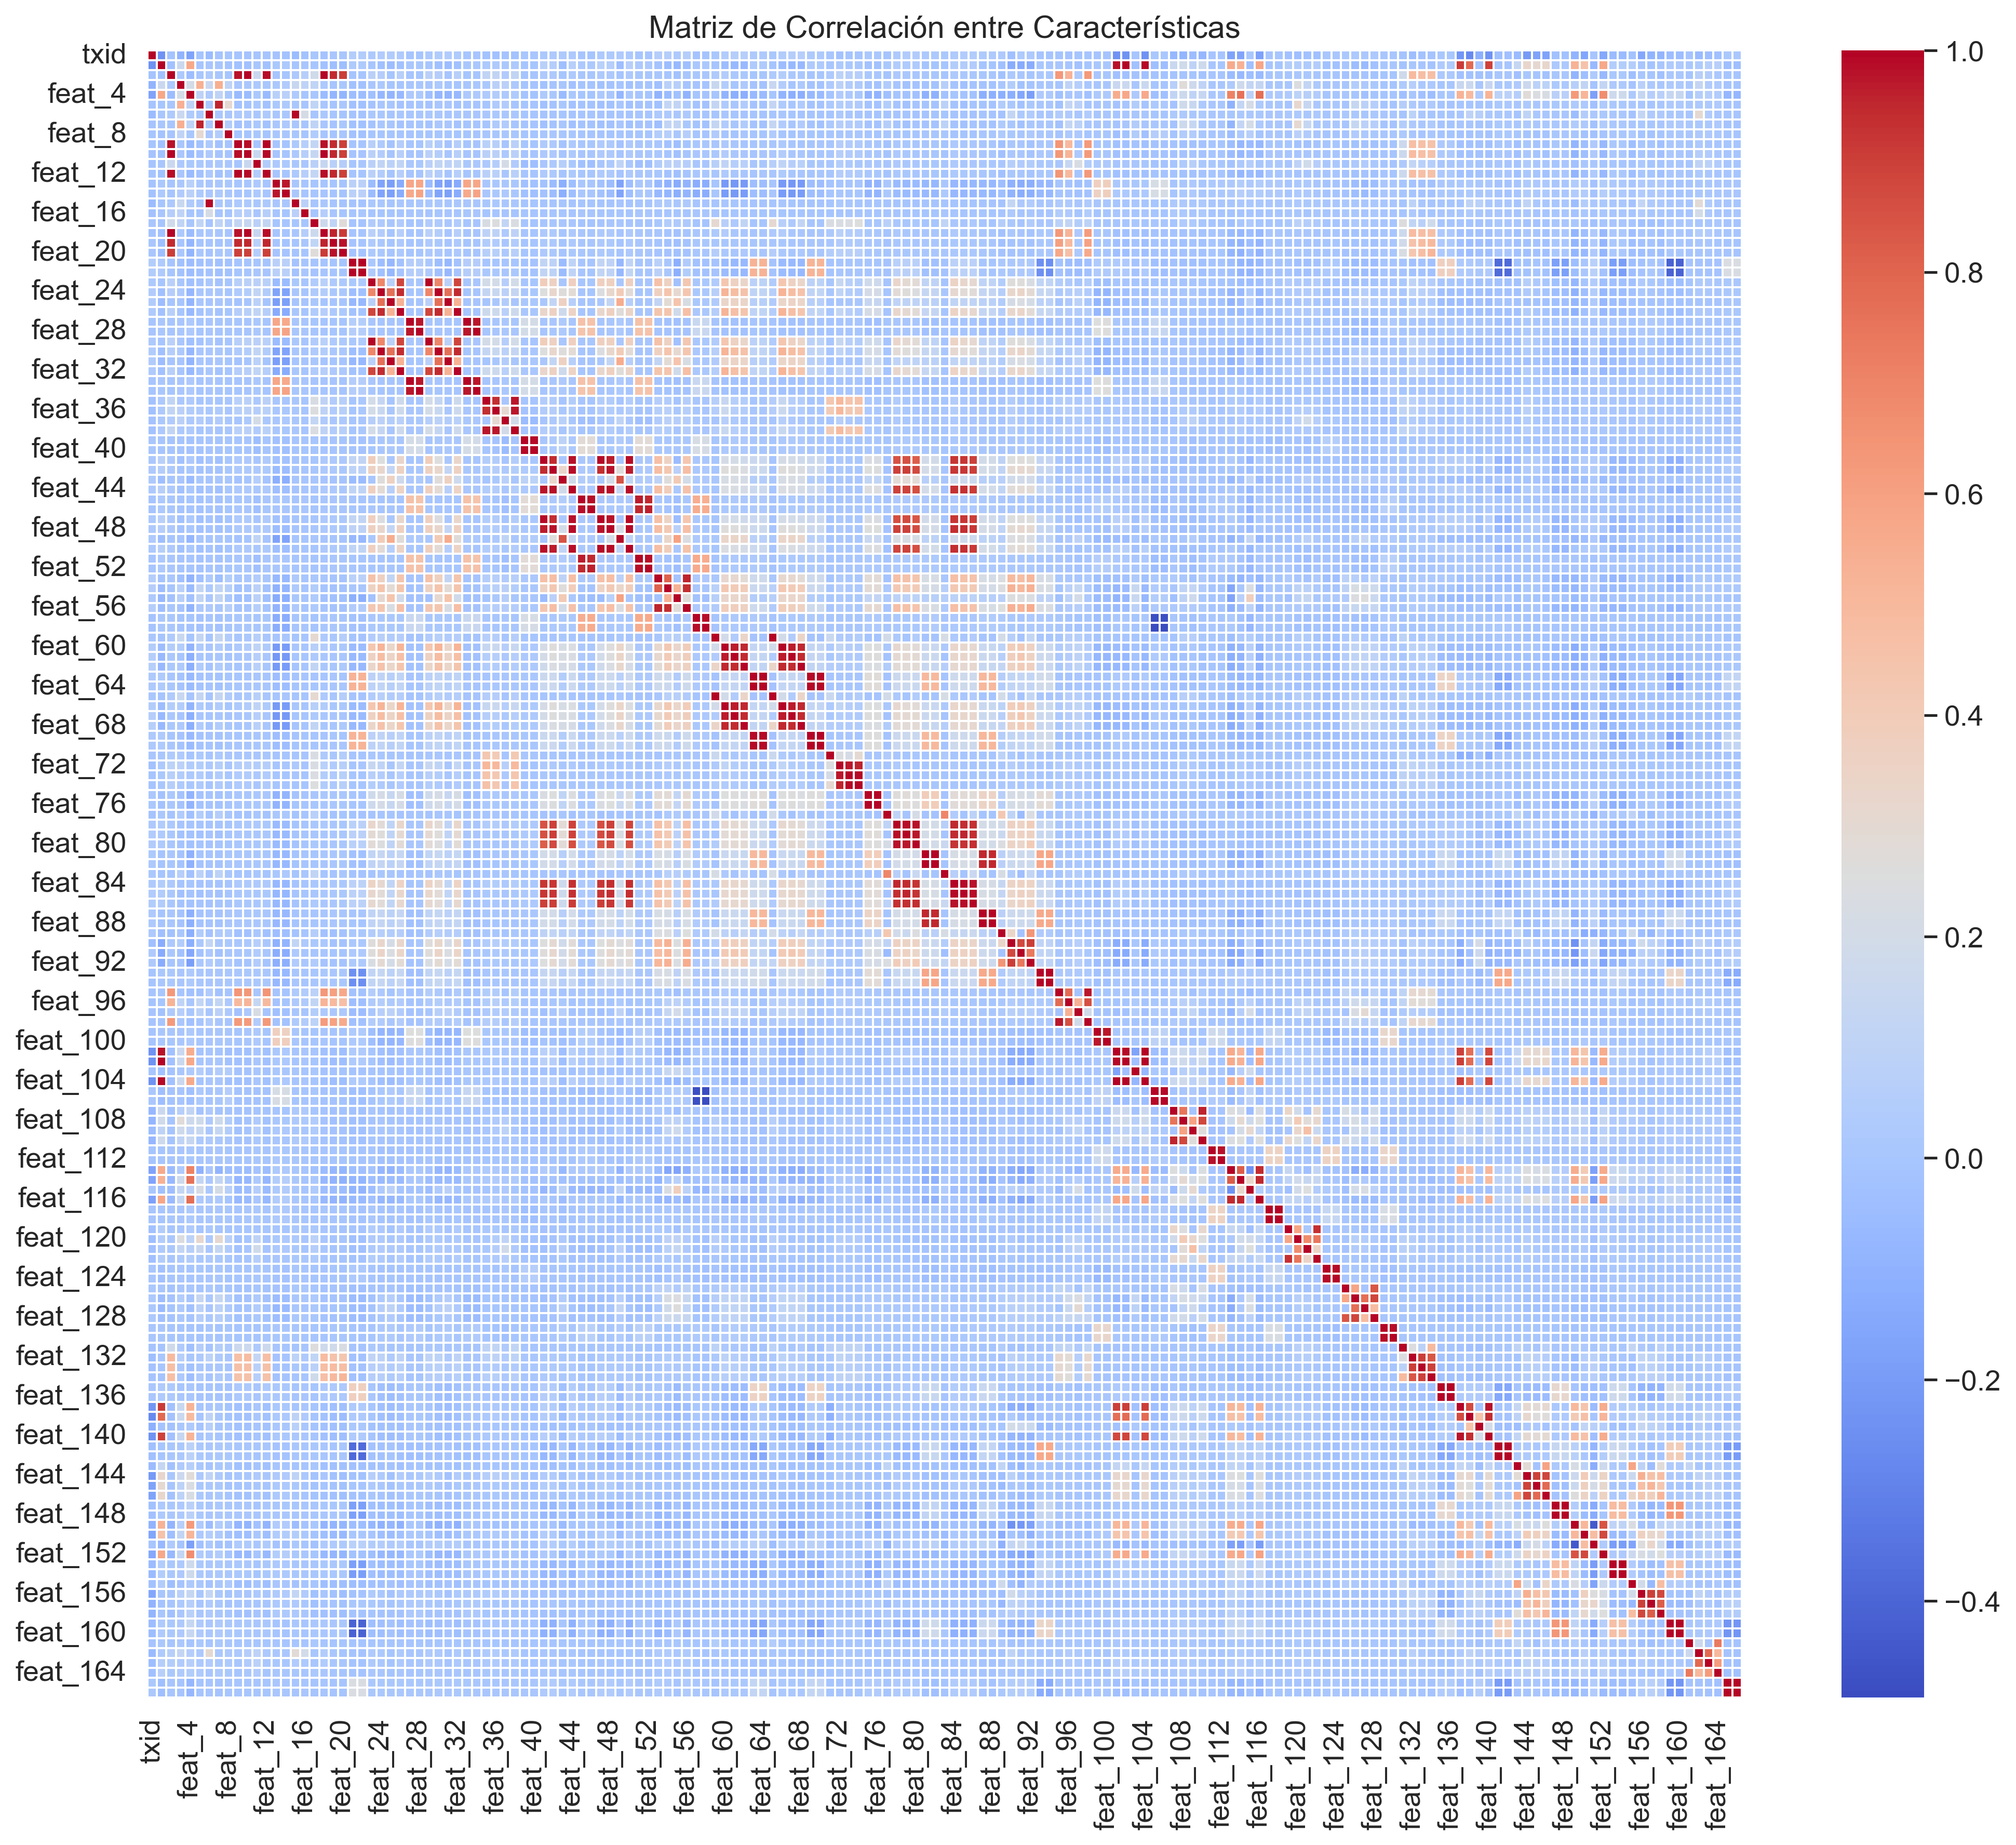 Matriz de Correlación entre Características
txid
feat_4
feat_8
feat_12
feat_16
feat_20
feat_24
feat_28
feat_32
feat_36
feat_40
feat_44
feat_48
feat_52
feat_56
feat_60
feat_64
feat_68
feat_72
feat_76
feat_80
feat_84
feat_88
feat_92
feat_96
feat_100
feat_104
feat_108
feat_112
feat_116
feat_120
feat_124
feat_128
feat_132
feat_136
feat_140
feat_144
feat_148
feat_152
feat_156
feat_160
feat_164
txid
feat_4
feat_8
feat_12
feat_16
feat_20
feat_24
feat_28
feat_32
feat_36
feat_40
feat_44
feat_48
feat_52
feat_56
feat_60
feat_64
feat_68
feat_72
feat_76
feat_80
feat_84
feat_88
feat_92
feat_96
feat_100
feat_104
feat_108
feat_112
feat_116
feat_120
feat_124
feat_128
feat_132
feat_136
feat_140
feat_144
feat_148
feat_152
feat_156
feat_160
feat_164
1.0
0.8
0.6
0.4
0.2
0.0
−0.2
−0.4